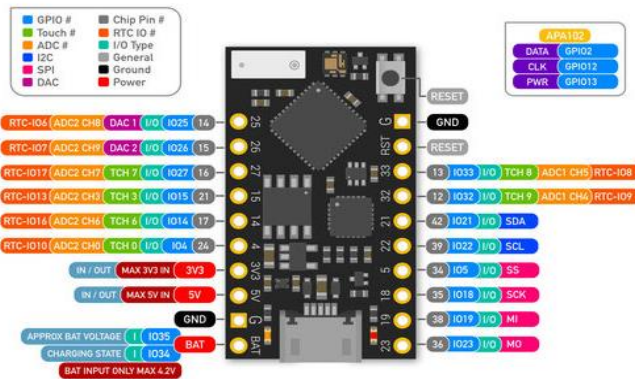 GPIO # Chip Pin #
Touch # RTC IO #
ADC # I/O Type
I2C General
SPI Ground
DAC Power
APA102
DATA GPIO2
CLK GPIO12
PWR GPIO13
RESET
RTC-IO6 ADC2 CH8 DAC 1 I/O IO25 14 25 G GND
RTC-IO7 ADC2 CH9 DAC 2 I/O IO26 15 26 RST RESET
RTC-IO17 ADC2 CH7 TCH 7 I/O IO27 16 27 33 13 IO33 I/O TCH 8 ADC1 CH5 RTC-IO8
RTC-IO13 ADC2 CH3 TCH 3 I/O IO15 21 15 32 12 IO32 I/O TCH 9 ADC1 CH4 RTC-IO9
RTC-IO16 ADC2 CH6 TCH 6 I/O IO14 17 14 21 42 IO21 I/O SDA
RTC-IO10 ADC2 CH0 TCH 0 I/O IO4 24 4 22 39 IO22 I/O SCL
IN / OUT MAX 3V3 IN 3V3 3V3 5 34 IO5 I/O SS
IN / OUT MAX 5V IN 5V 5V 18 35 IO18 I/O SCK
GND G 19 38 IO19 I/O MI
APPROX BAT VOLTAGE I IO35
CHARGING STATE I IO34 BAT BAT 23 36 IO23 I/O MO
BAT INPUT ONLY MAX 4.2V